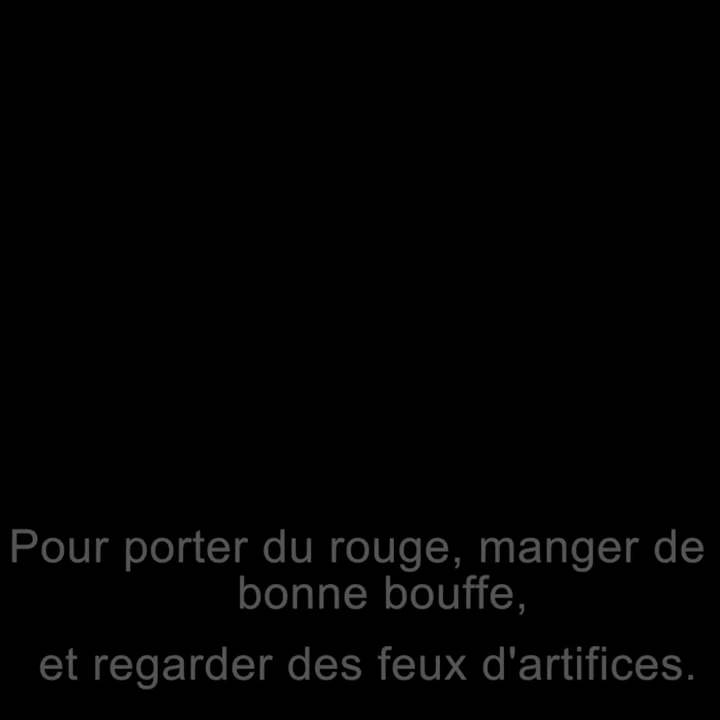 Pour porter du rouge, manger de
bonne bouffe,
et regarder des feux d'artifices.